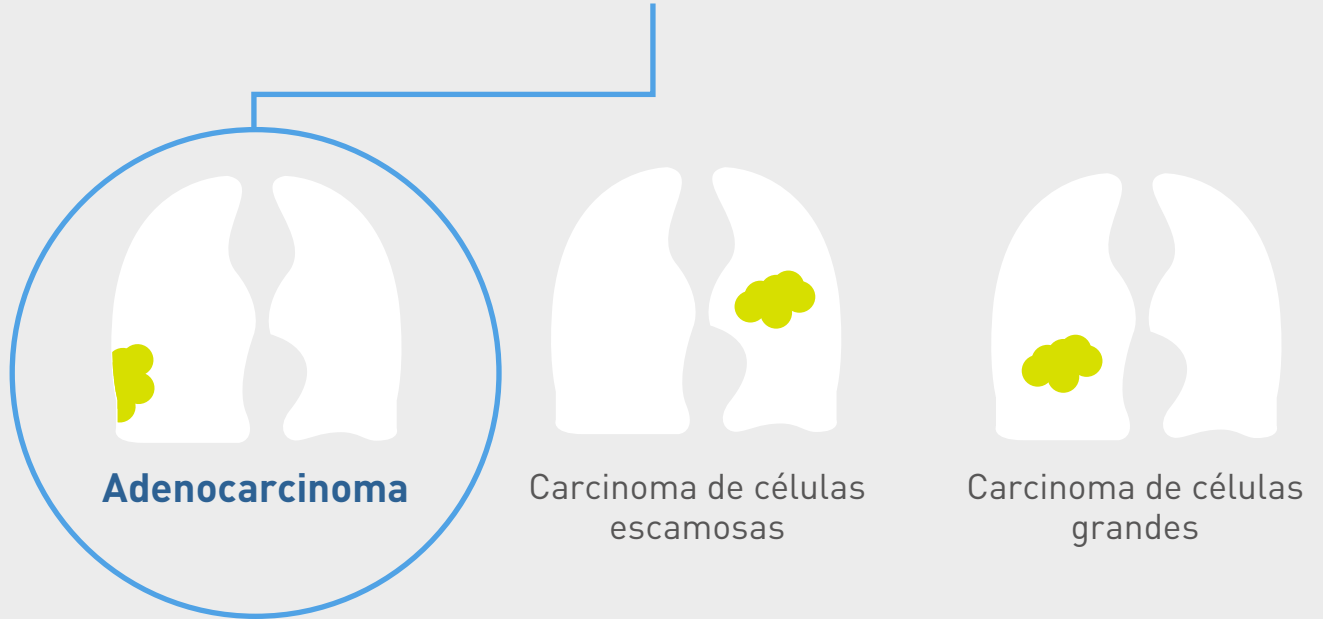 Adenocarcinoma
Carcinoma de células
escamosas
Carcinoma de células
grandes